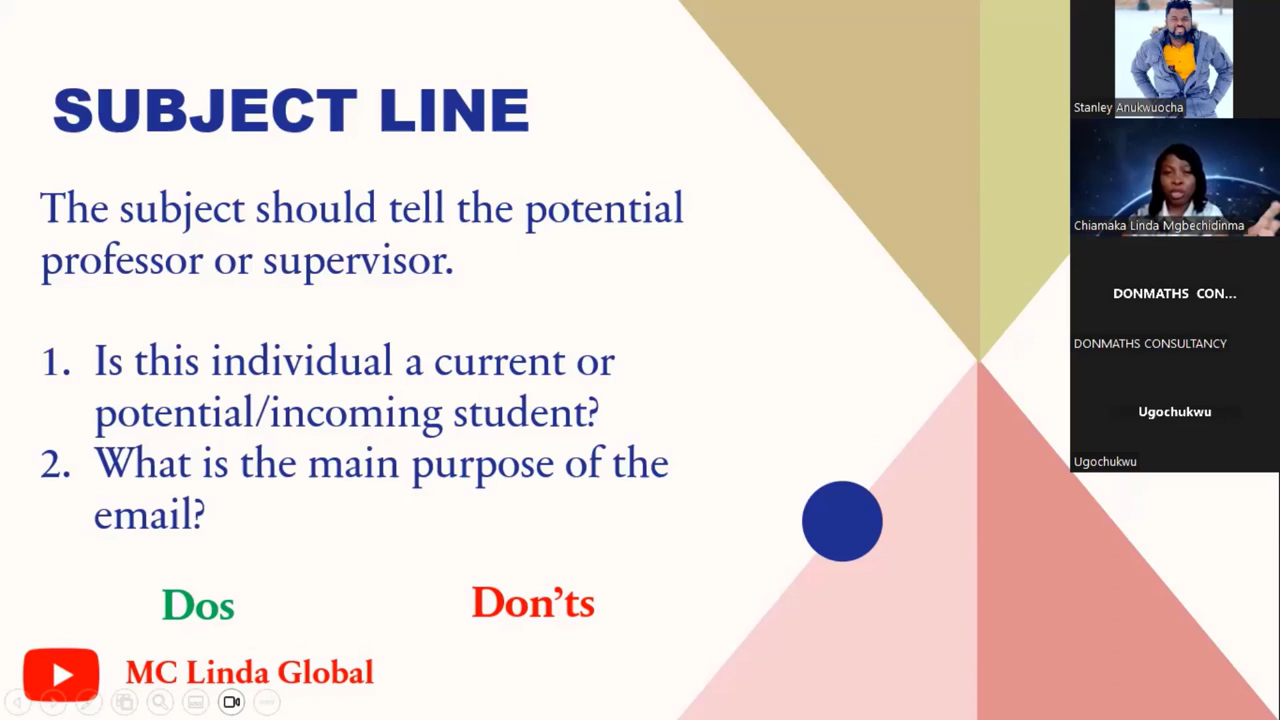 SUBJECT LINE
The subject should tell the potential
professor or supervisor.
1. Is this individual a current or
potential/incoming student?
2. What is the main purpose of the
email?
Dos
Don’ts
MC Linda Global
Stanley Anukwuocha
Chiamaka Linda Mgbechidinma
DONMATHS CON...
DONMATHS CONSULTANCY
Ugochukwu
Ugochukwu